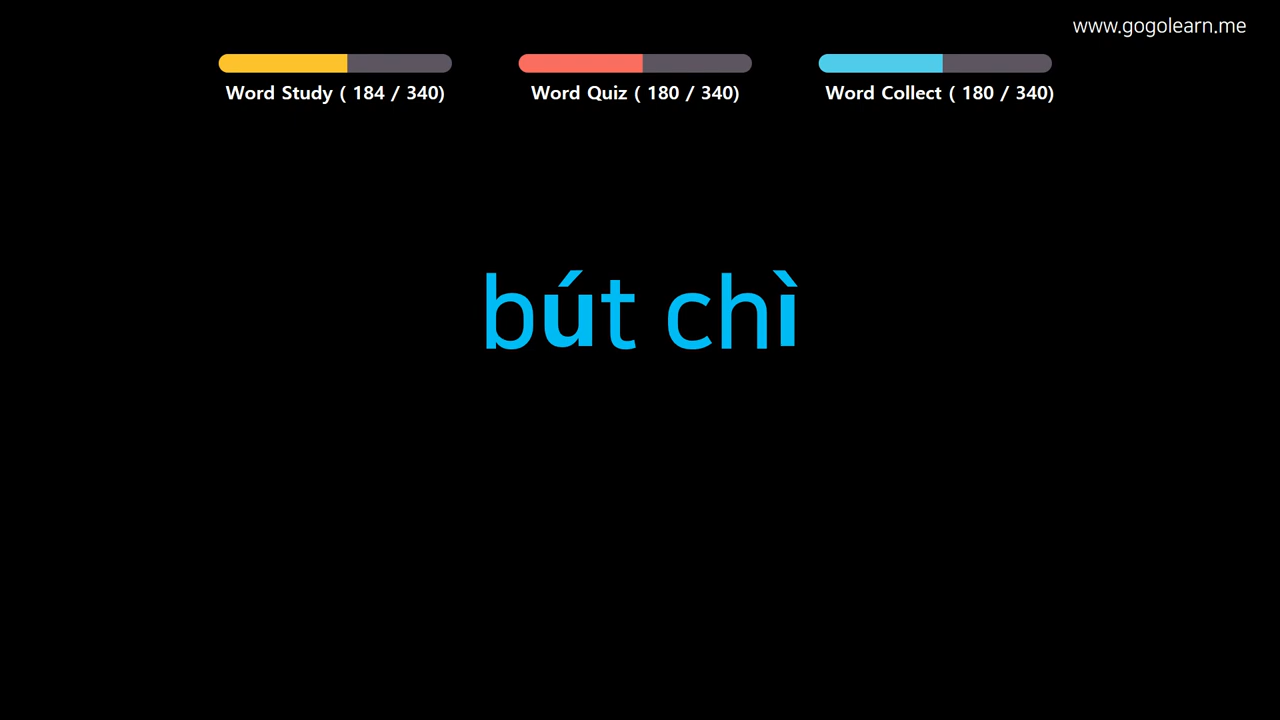 www.gogolearn.me
Word Study ( 184 / 340)
Word Quiz ( 180 / 340)
Word Collect ( 180 / 340)
bút chì